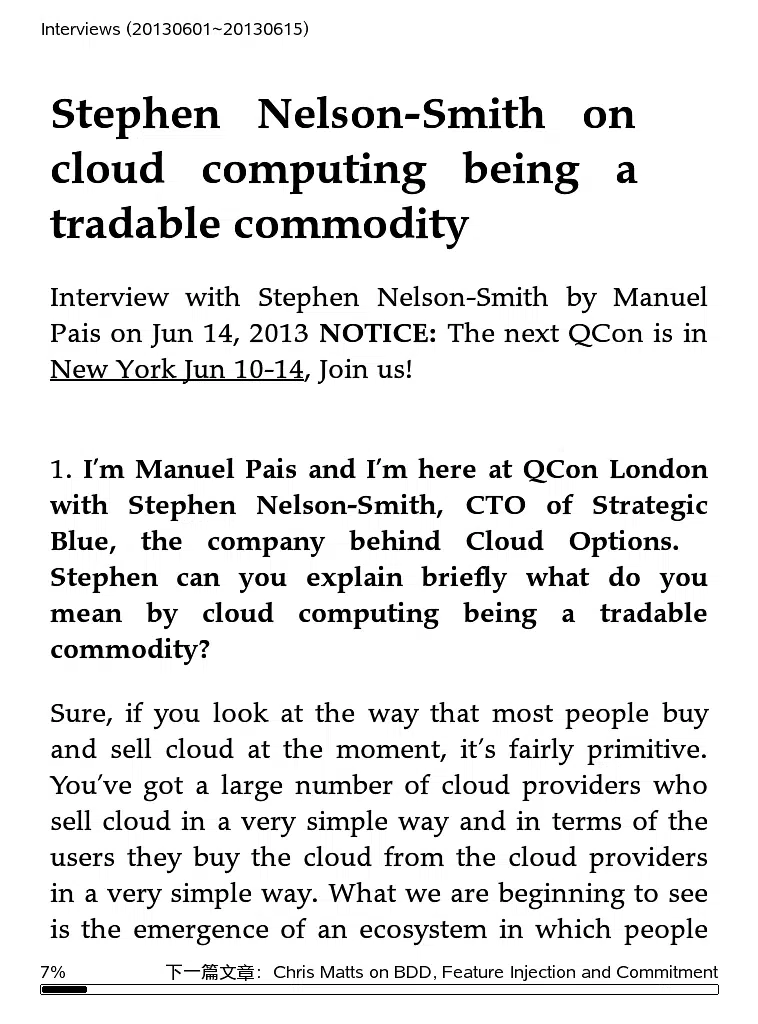 Interviews (20130601~20130615)
Stephen Nelson-Smith on
cloud computing being a
tradable commodity
Interview with Stephen Nelson-Smith by Manuel
Pais on Jun 14, 2013 NOTICE: The next QCon is in
New York Jun 10-14, Join us!
1. I’m Manuel Pais and I’m here at QCon London
with Stephen Nelson-Smith, CTO of Strategic
Blue, the company behind Cloud Options.
Stephen can you explain briefly what do you
mean by cloud computing being a tradable
commodity?
Sure, if you look at the way that most people buy
and sell cloud at the moment, it’s fairly primitive.
You’ve got a large number of cloud providers who
sell cloud in a very simple way and in terms of the
users they buy the cloud from the cloud providers
in a very simple way. What we are beginning to see
is the emergence of an ecosystem in which people
7% 下一篇文章：Chris Matts on BDD, Feature Injection and Commitment